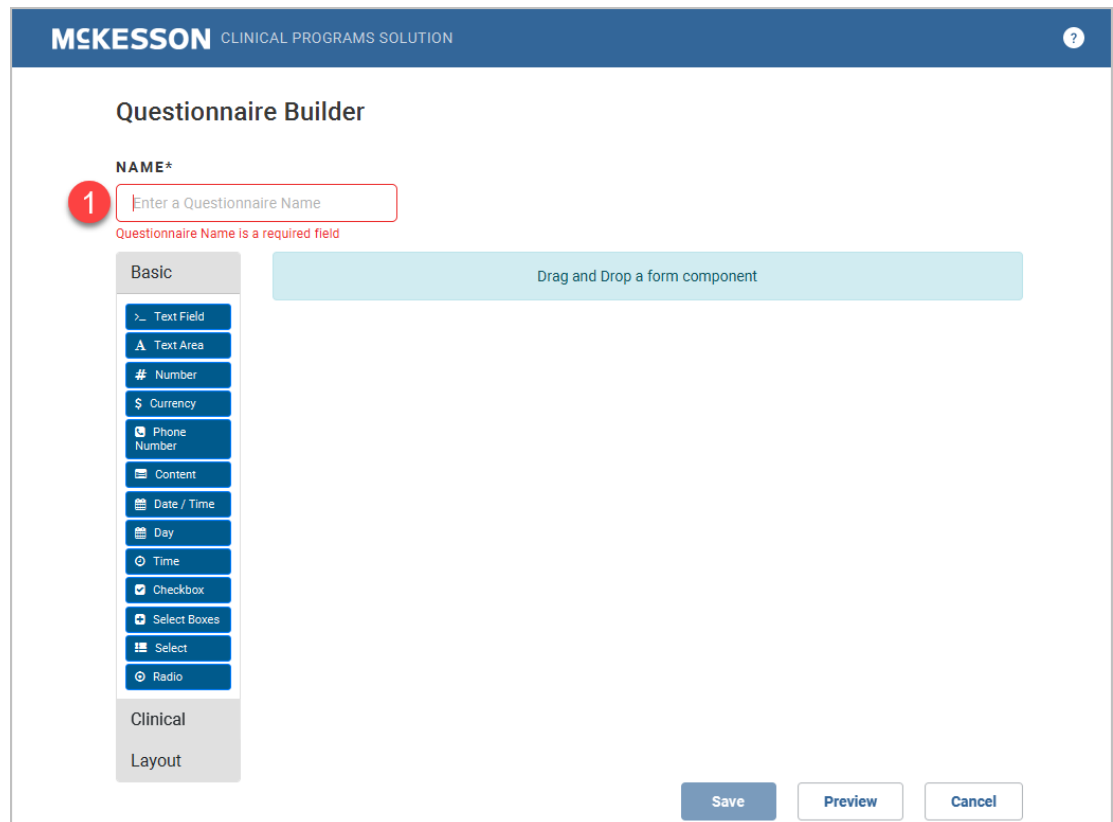 MCKESSON CLINICAL PROGRAMS SOLUTION ?
Questionnaire Builder
NAME*
1
Enter a Questionnaire Name
Questionnaire Name is a required field
Basic
Drag and Drop a form component
>_ Text Field
A Text Area
# Number
$ Currency
Phone
Number
Content
Date / Time
Day
Time
Checkbox
Select Boxes
Select
Radio
Clinical
Layout
Save Preview Cancel